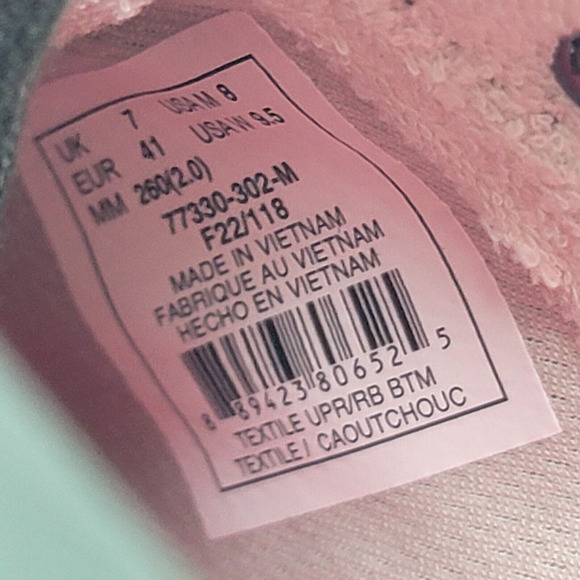 UK 7 USA M 8
EUR 41 USA W 9.5
MM 260(2.0)
77330-302-M
F22/118
MADE IN VIETNAM
FABRIQUE AU VIETNAM
HECHO EN VIETNAM
8 89423 80652 5
TEXTILE UPR/RB BTM
TEXTILE / CAOUTCHOUC